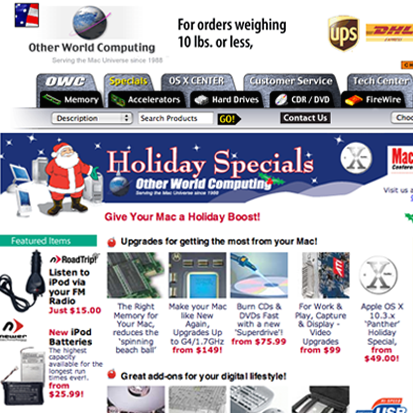 Other World Computing
Serving the Mac Universe since 1988
For orders weighing
10 lbs. or less,
ups
DHL
EXPRESS
OWC
Specials
OS X CENTER
Customer Service
Tech Center
Memory
Accelerators
Hard Drives
CDR / DVD
FireWire
Description
Search Products
GO!
Contact Us
Holiday Specials
Other World Computing
Serving the Mac Universe since 1988
X
Mac
Visit us
Give Your Mac a Holiday Boost!
Featured Items
RoadTrip!
Listen to
iPod via
your FM
Radio
Just $15.00
NEWER
New iPod
Batteries
The highest
capacity
available for the
longest run
times ever!.
from
$25.99!
Upgrades for getting the most from your Mac!
ATI
X
The Right
Memory for
Your Mac,
reduces the
'spinning
beach ball'
Make your Mac
like New
Again,
Upgrades Up
to G4/1.7GHz
from $149!
Burn CDs &
DVDs Fast
with a new
'Superdrive'!
from $75.99
For Work &
Play, Capture
& Display -
Video
Upgrades
from $99
Apple OS X
10.3.x
'Panther'
Holiday
Special,
from
$49.00!
Great add-ons for your digital lifestyle!
USB